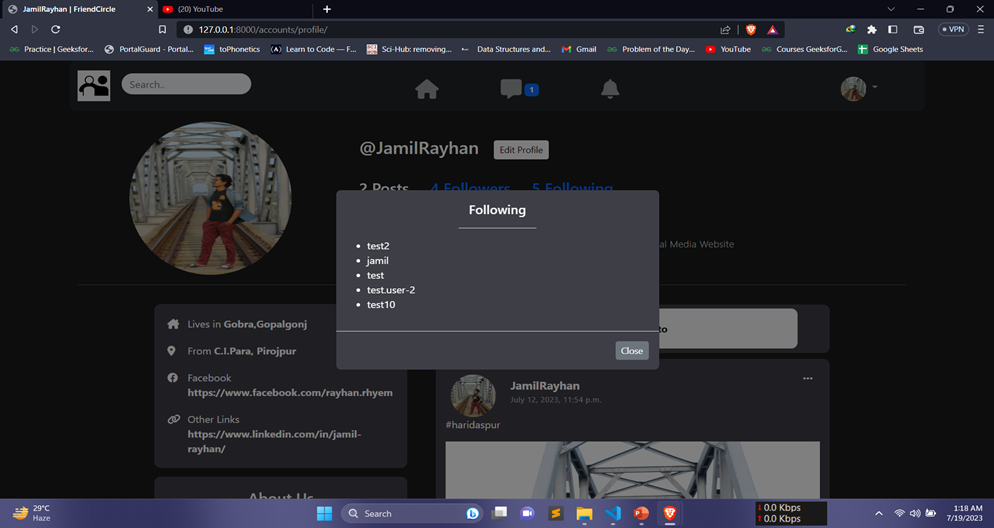 JamilRayhan | FriendCircle
(20) YouTube
127.0.0.1:8000/accounts/profile/
VPN
Practice | Geeksfor...
PortalGuard - Portal...
toPhonetics
Learn to Code — F...
Sci-Hub: removing...
Data Structures and...
Gmail
Problem of the Day...
YouTube
Courses GeeksforG...
Google Sheets
Search..
1
@JamilRayhan
Edit Profile
2 Posts
4 Followers
5 Following
Following
test2
jamil
test
test.user-2
test10
Close
al Media Website
Lives in Gobra,Gopalgonj
From C.I.Para, Pirojpur
Facebook
https://www.facebook.com/rayhan.rhyem
Other Links
https://www.linkedin.com/in/jamil-
rayhan/
About Us
to
JamilRayhan
July 12, 2023, 11:54 p.m.
#haridaspur
29°C
Haze
Search
0.0 Kbps
0.0 Kbps
1:18 AM
7/19/2023